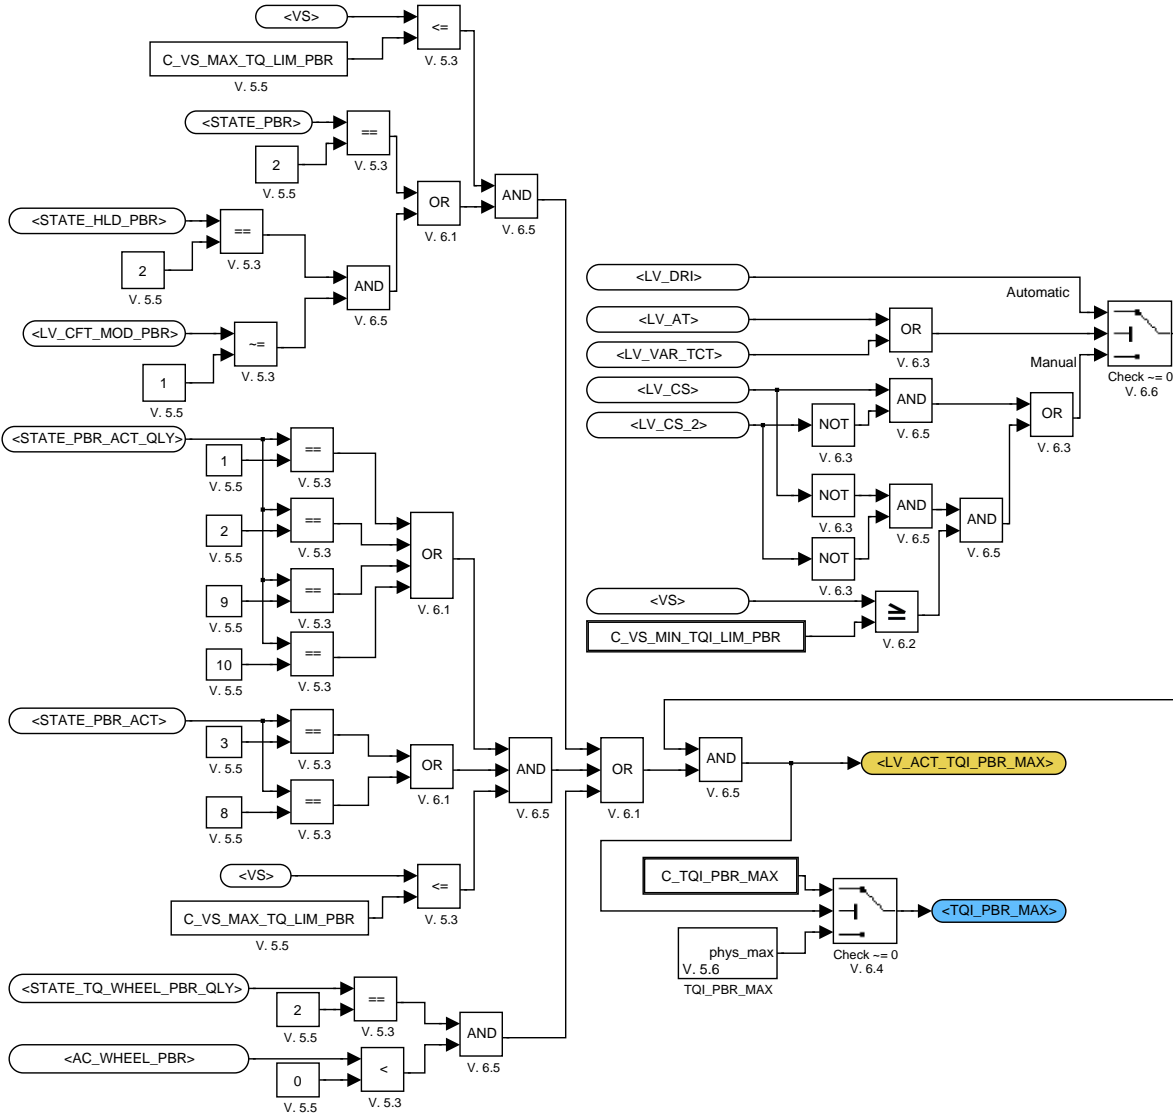 <VS>
<=
V. 5.3
C_VS_MAX_TQ_LIM_PBR
V. 5.5
<STATE_PBR>
==
V. 5.3
2
V. 5.5
OR
V. 6.1
AND
V. 6.5
<STATE_HLD_PBR>
==
V. 5.3
2
V. 5.5
AND
V. 6.5
<LV_CFT_MOD_PBR>
~=
V. 5.3
1
V. 5.5
<STATE_PBR_ACT_QLY>
==
V. 5.3
1
V. 5.5
==
V. 5.3
2
V. 5.5
==
V. 5.3
9
V. 5.5
==
V. 5.3
10
V. 5.5
OR
V. 6.1
<STATE_PBR_ACT>
==
V. 5.3
3
V. 5.5
==
V. 5.3
8
V. 5.5
OR
V. 6.1
AND
V. 6.5
OR
V. 6.1
<VS>
<=
V. 5.3
C_VS_MAX_TQ_LIM_PBR
V. 5.5
<STATE_TQ_WHEEL_PBR_QLY>
==
V. 5.3
2
V. 5.5
<AC_WHEEL_PBR>
<
V. 5.3
0
V. 5.5
AND
V. 6.5
<LV_DRI>
Automatic
<LV_AT>
OR
V. 6.3
<LV_VAR_TCT>
Manual
Check ~= 0
V. 6.6
<LV_CS>
AND
V. 6.5
<LV_CS_2>
NOT
V. 6.3
OR
V. 6.3
NOT
V. 6.3
AND
V. 6.5
NOT
V. 6.3
AND
V. 6.5
<VS>
≥
V. 6.2
C_VS_MIN_TQI_LIM_PBR
AND
V. 6.5
<LV_ACT_TQI_PBR_MAX>
C_TQI_PBR_MAX
<TQI_PBR_MAX>
phys_max
V. 5.6
TQI_PBR_MAX
Check ~= 0
V. 6.4